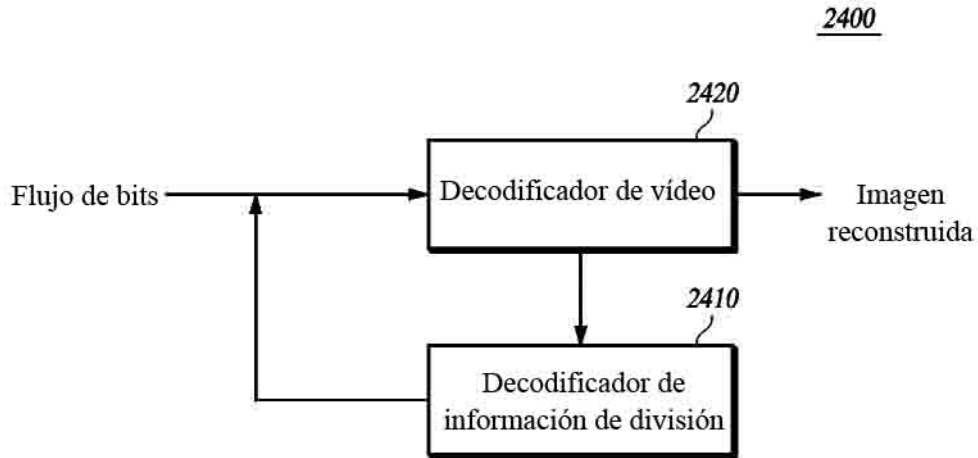 2400
2420
Flujo de bits
Decodificador de vídeo
Imagen
reconstruida
2410
Decodificador de
información de división